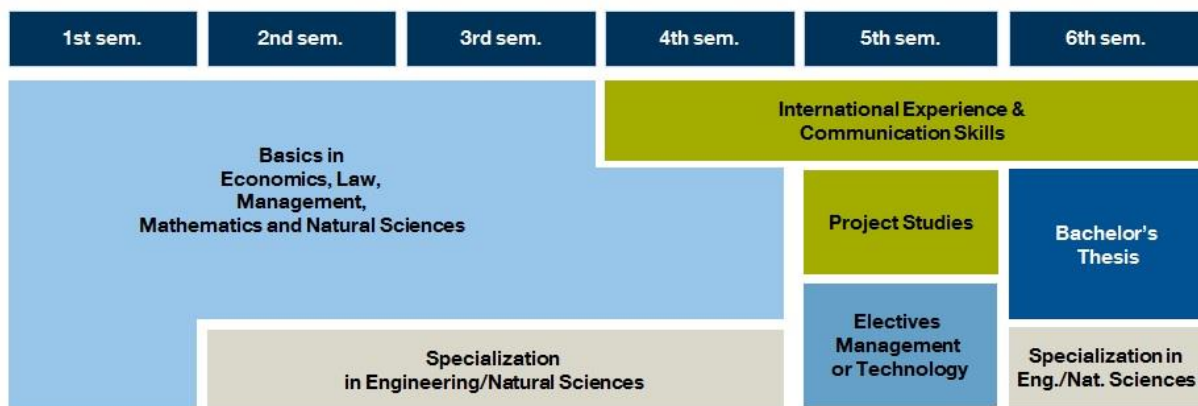 1st sem.
2nd sem.
3rd sem.
4th sem.
5th sem.
6th sem.
International Experience &
Communication Skills
Basics in
Economics, Law,
Management,
Mathematics and Natural Sciences
Project Studies
Bachelor's
Thesis
Electives
Management
or Technology
Specialization
in Engineering/Natural Sciences
Specialization in
Eng./Nat. Sciences